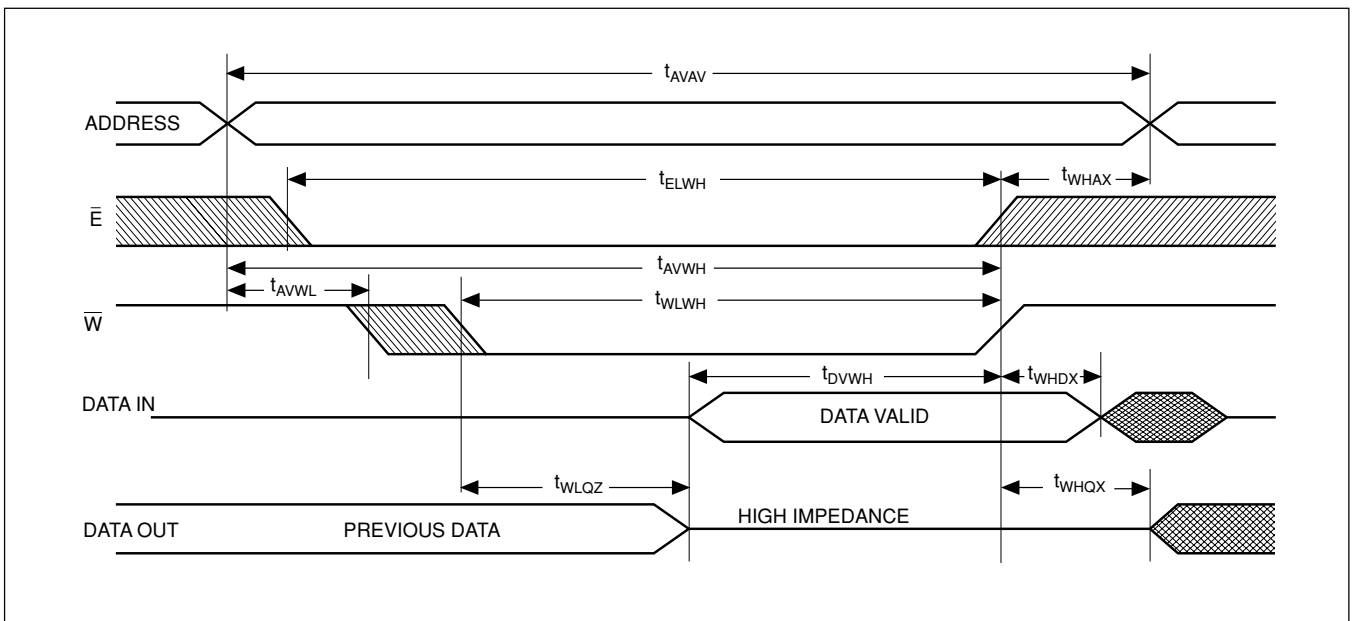 tAVAV
ADDRESS
tELWH
tWHAX
E̅
tAVWH
tAVWL
tWLWH
W̅
tDVWH
tWHDX
DATA IN
DATA VALID
tWLQZ
tWHQX
HIGH IMPEDANCE
DATA OUT
PREVIOUS DATA